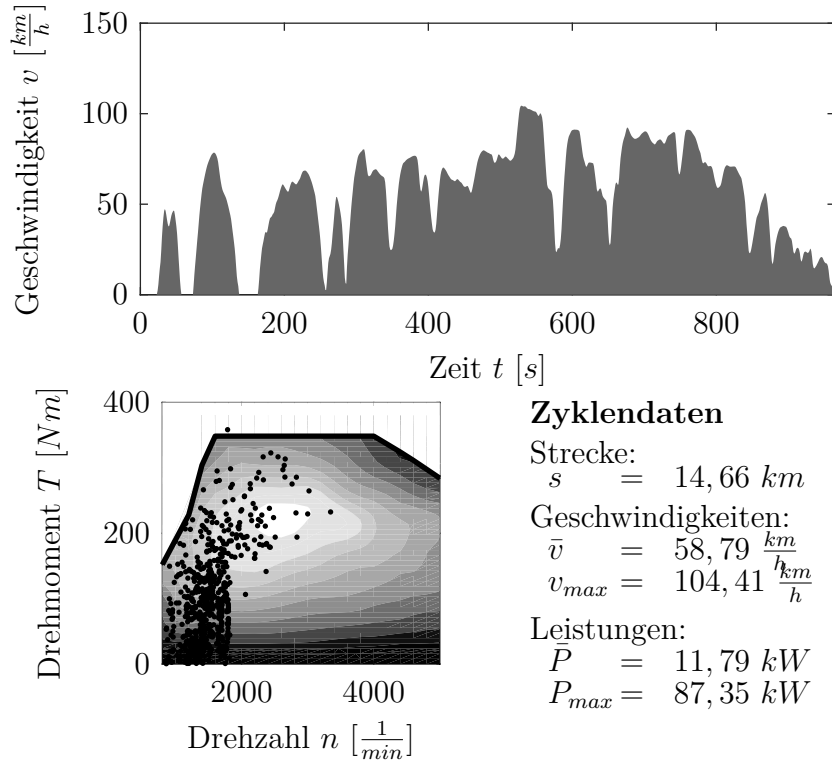 150
100
50
0
0 200 400 600 800
Geschwindigkeit v [km/h]
Zeit t [s]
400
200
0
2000 4000
Drehmoment T [Nm]
Drehzahl n [1/min]
Zyklendaten
Strecke:
s = 14, 66 km
Geschwindigkeiten:
v̄ = 58, 79 km/h
v_max = 104, 41 km/h
Leistungen:
P̄ = 11, 79 kW
P_max = 87, 35 kW